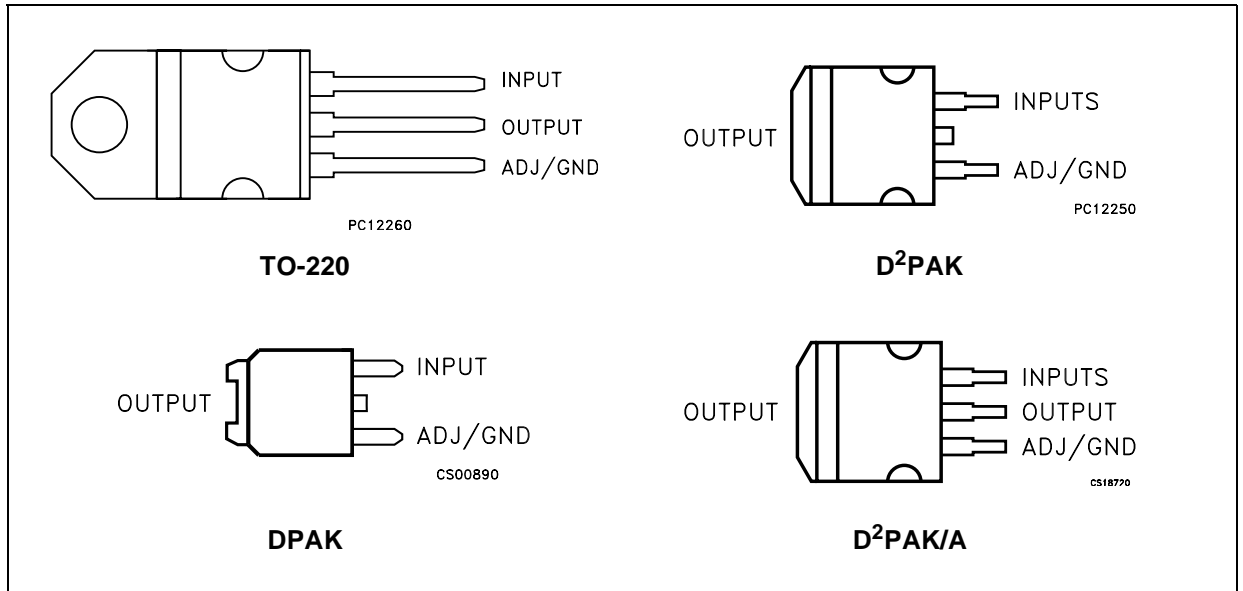 INPUT
OUTPUT
ADJ/GND
PC12260
TO-220
OUTPUT
INPUTS
ADJ/GND
PC12250
D²PAK
OUTPUT
INPUT
ADJ/GND
CS00890
DPAK
OUTPUT
INPUTS
OUTPUT
ADJ/GND
CS18720
D²PAK/A